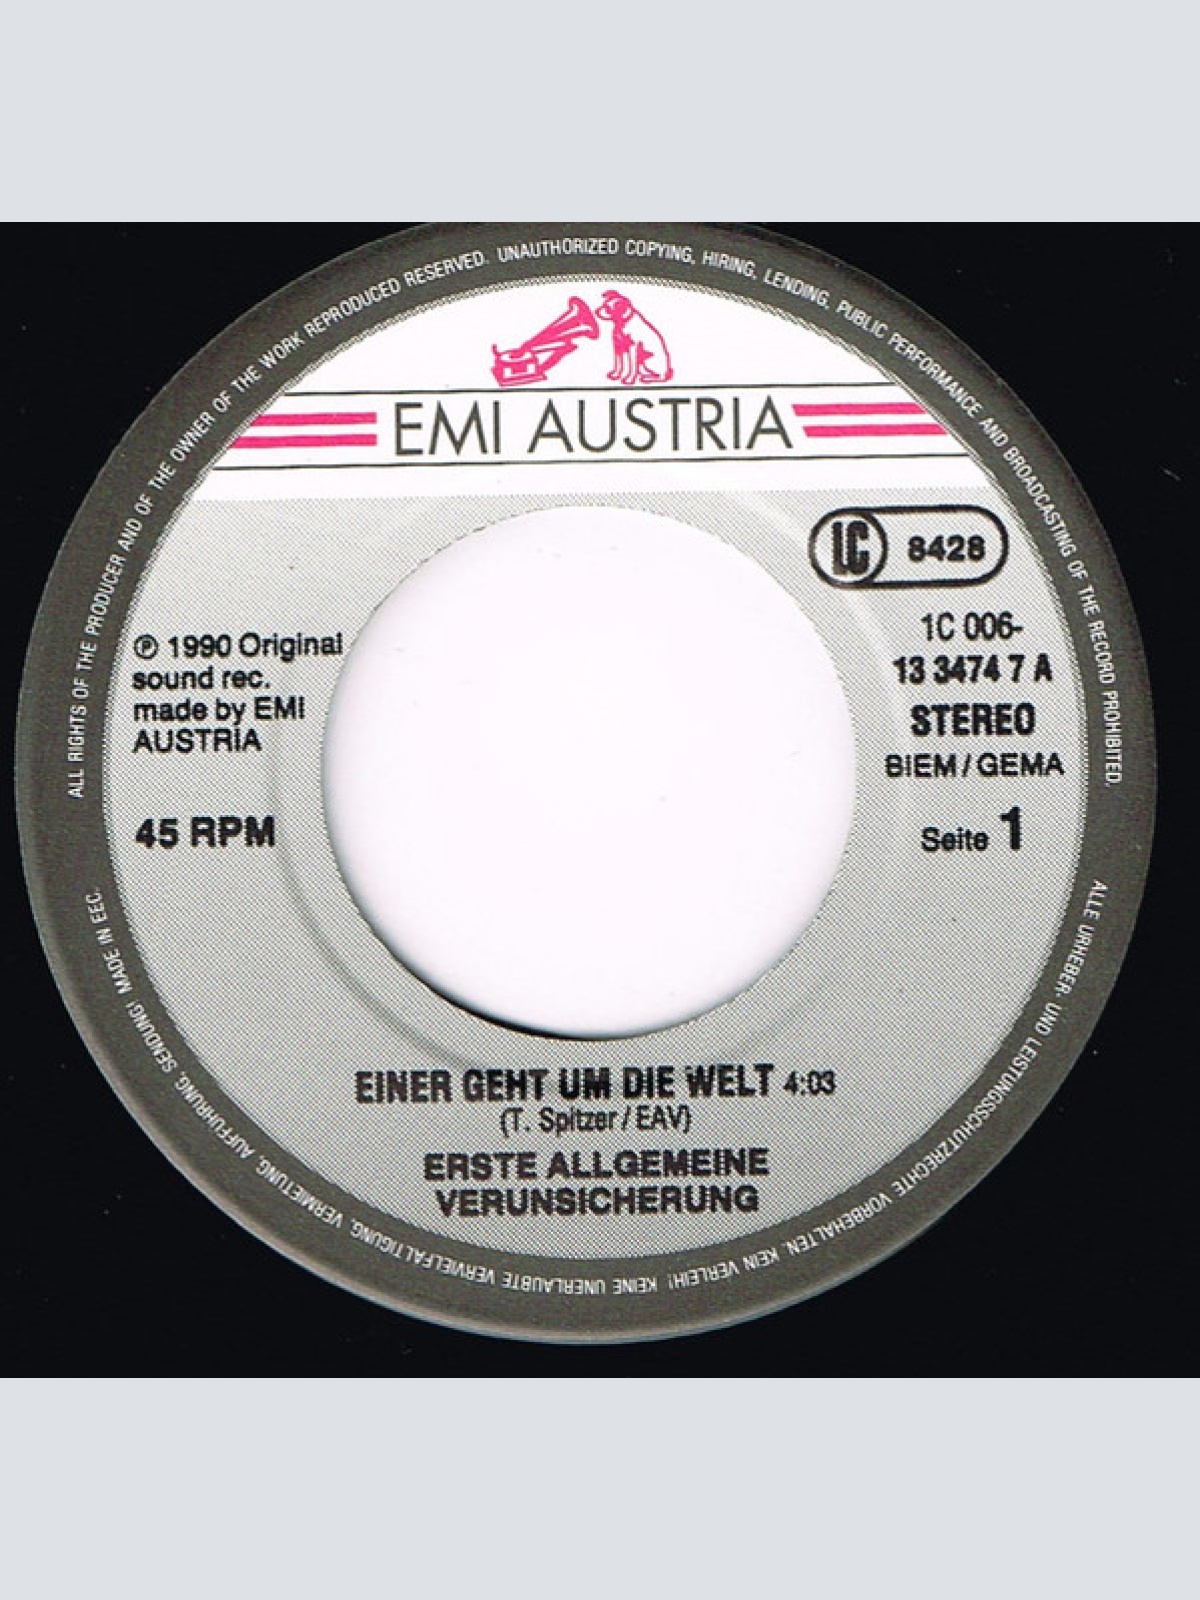 ALL RIGHTS OF THE PRODUCER AND OF THE OWNER OF THE WORK REPRODUCED RESERVED. UNAUTHORIZED COPYING, HIRING, LENDING, PUBLIC PERFORMANCE AND BROADCASTING OF THE RECORD PROHIBITED.
EMI AUSTRIA
LC 8428
℗ 1990 Original
sound rec.
made by EMI
AUSTRIA
45 RPM
1C 006-
13 3474 7 A
STEREO
BIEM / GEMA
Seite 1
EINER GEHT UM DIE WELT 4:03
(T. Spitzer / EAV)
ERSTE ALLGEMEINE
VERUNSICHERUNG
ALLE URHEBER- UND LEISTUNGSSCHUTZRECHTE VORBEHALTEN. KEIN VERLEIH! KEINE UNERLAUBTE VERVIELFÄLTIGUNG, VERMIETUNG, AUFFÜHRUNG, SENDUNG! MADE IN EEC.